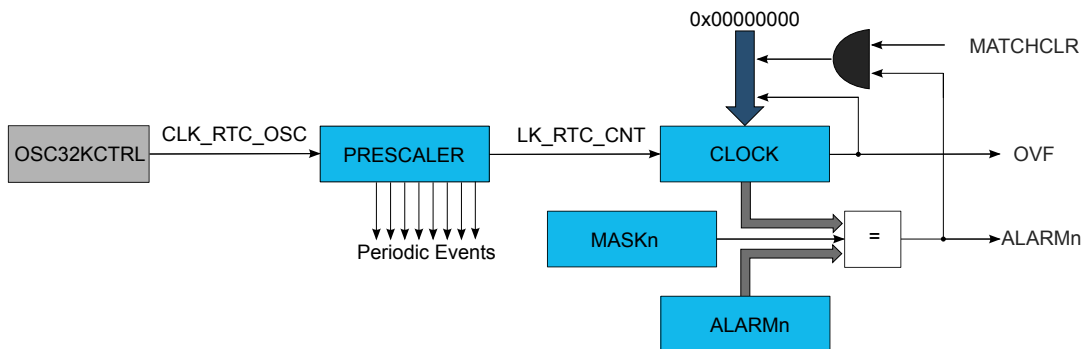 0x00000000
MATCHCLR
OSC32KCTRL
CLK_RTC_OSC
PRESCALER
LK_RTC_CNT
CLOCK
OVF
Periodic Events
MASKn
=
ALARMn
ALARMn